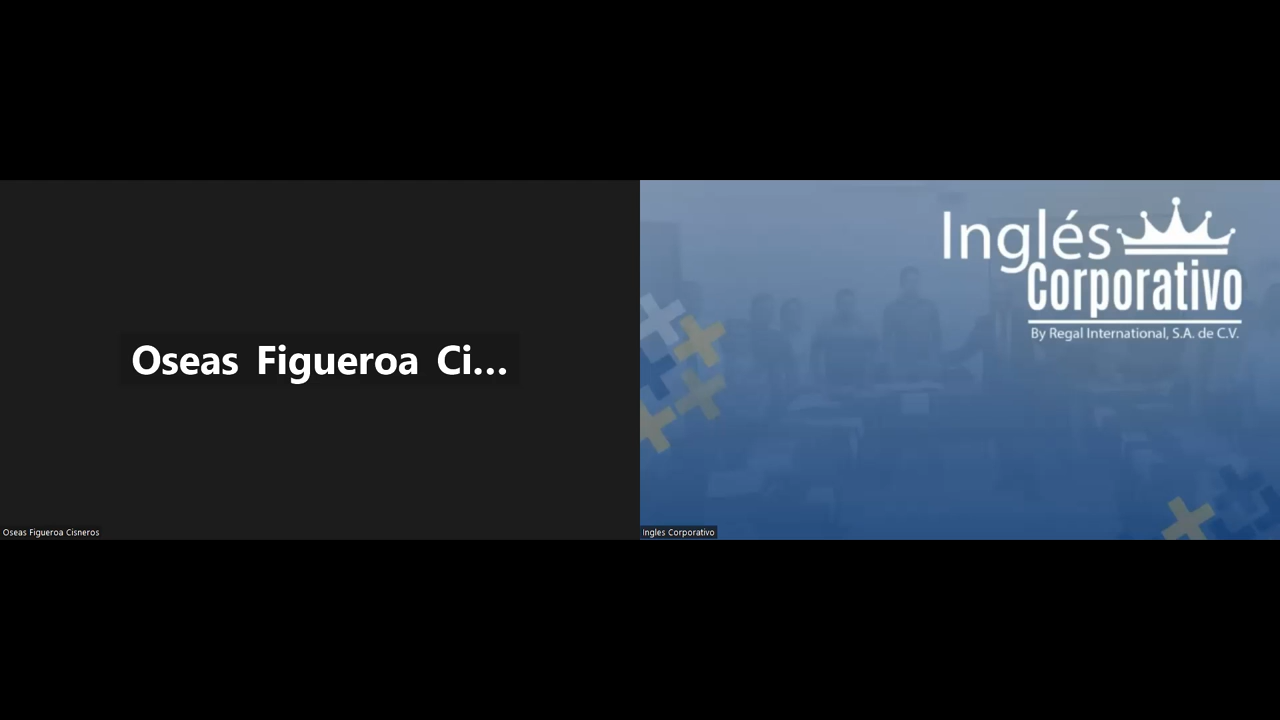 Oseas Figueroa Ci...
Oseas Figueroa Cisneros
Inglés
Corporativo
By Regal International, S.A. de C.V.
Ingles Corporativo